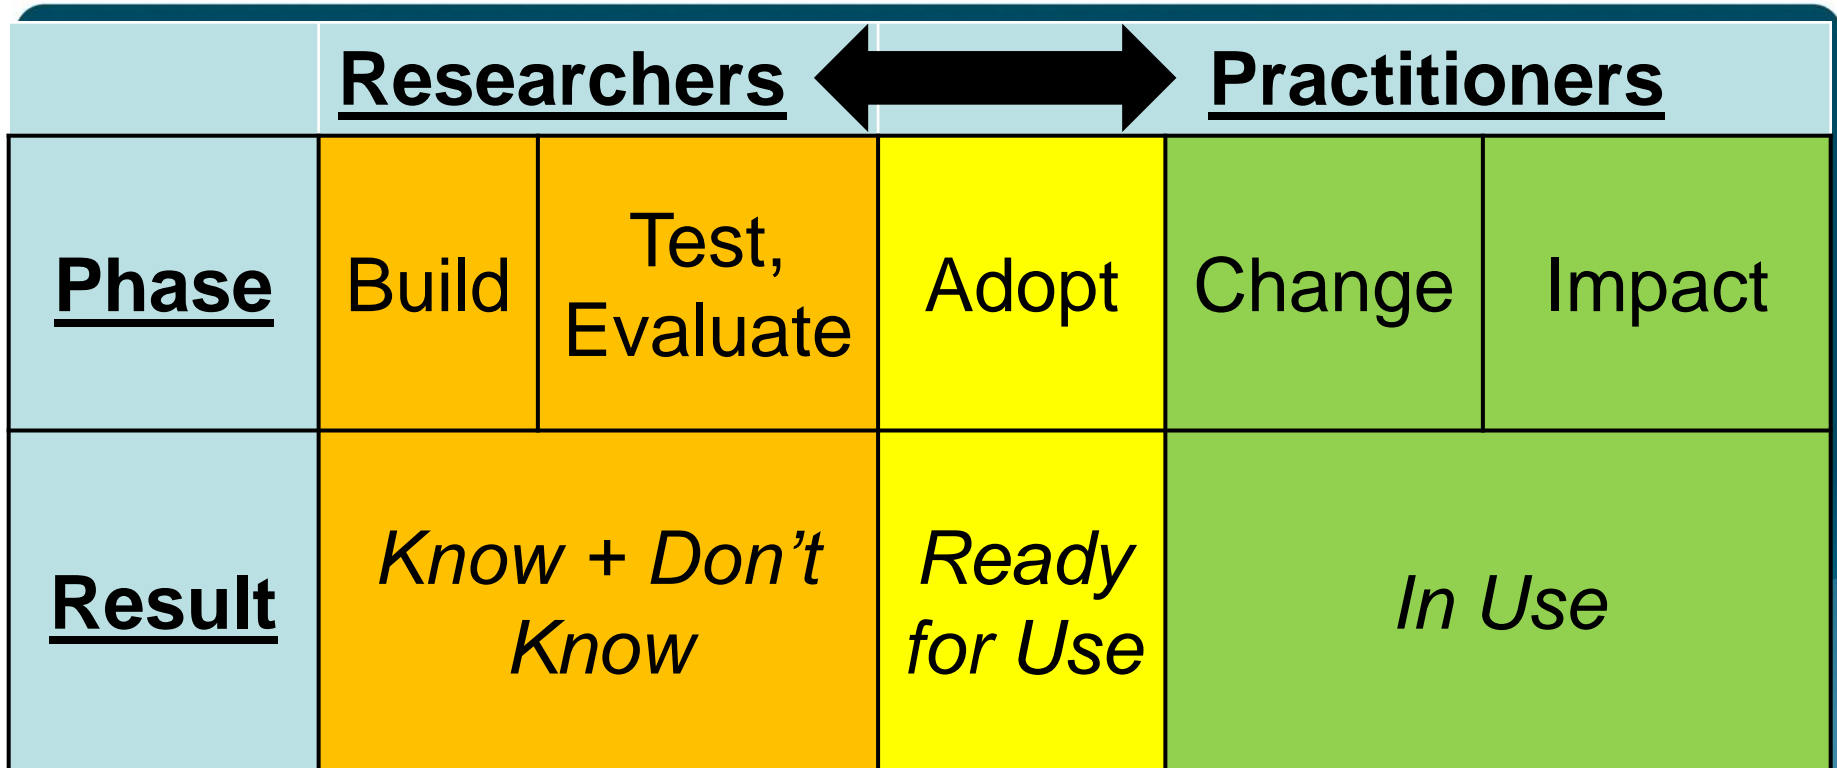 Researchers
Practitioners
Phase
Build
Test,
Evaluate
Adopt
Change
Impact
Result
Know + Don’t
Know
Ready
for Use
In Use